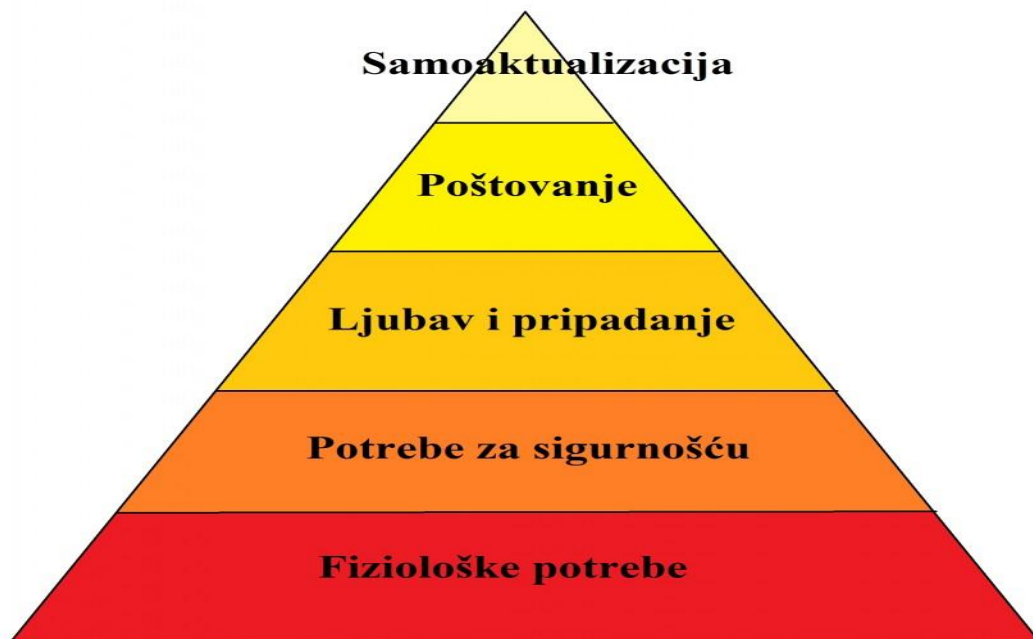 Samoaktualizacija
Poštovanje
Ljubav i pripadanje
Potrebe za sigurnošću
Fiziološke potrebe